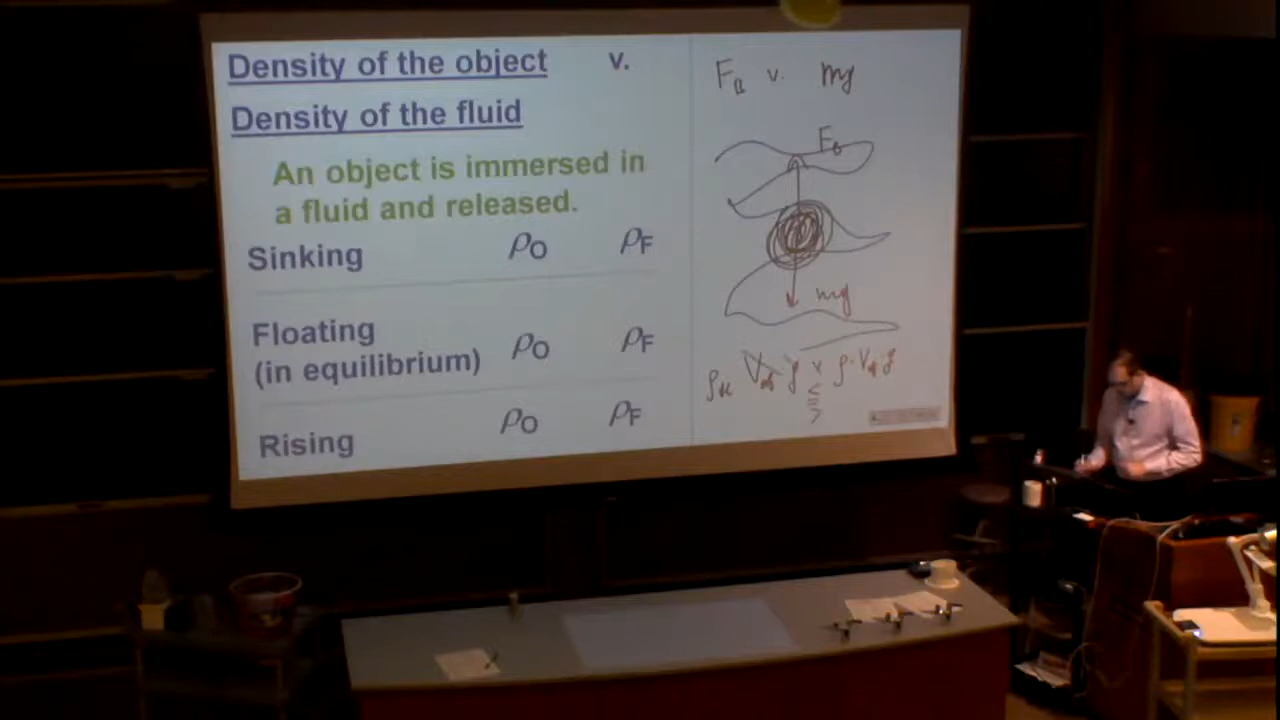 Density of the object v.
Density of the fluid
An object is immersed in
a fluid and released.
Sinking ρO ρF
Floating
(in equilibrium) ρO ρF
Rising ρO ρF
FB v. mg
FB
mg